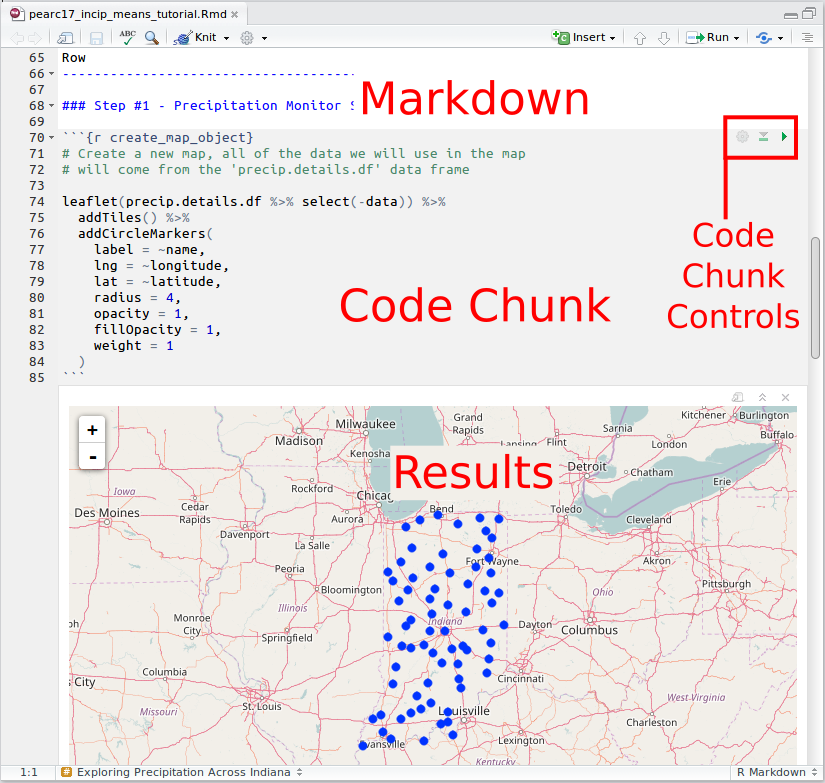 pearc17_incip_means_tutorial.Rmd
ABC Knit Insert Run
65 Row
66 -------------------------------------
67
68 ### Step #1 - Precipitation Monitor
Markdown
69
70 ```{r create_map_object}
71 # Create a new map, all of the data we will use in the map
72 # will come from the 'precip.details.df' data frame
73
74 leaflet(precip.details.df %>% select(-data)) %>%
75 addTiles() %>%
76 addCircleMarkers(
77 label = ~name,
78 lng = ~longitude,
79 lat = ~latitude,
80 radius = 4,
81 opacity = 1,
82 fillOpacity = 1,
83 weight = 1
84 )
85 ```
Code
Chunk
Controls
Code Chunk
+
-
Results
Milwaukee
Madison
Kenosha
Grand
Rapids
Lansing
Flint
Sarnia
Kitchener
Burlington
Buffalo
London
Detroit
Chatham
Erie
Iowa
Des Moines
Cedar
Rapids
Rockford
Chicag
Aurora
Bend
Toledo
Cleveland
Davenport
La Salle
Akron
Fort Wayne
Peoria
Bloomington
Pittsburgh
Illinois
Ohio
Monroe
City
Springfield
Indiana
Dayton
Columbus
Columbia
Cincinnati
s City
St. Louis
Missouri
West Virginia
Louisville
Charleston
Evansville
Lexington
Kentucky
1:1 # Exploring Precipitation Across Indiana R Markdown